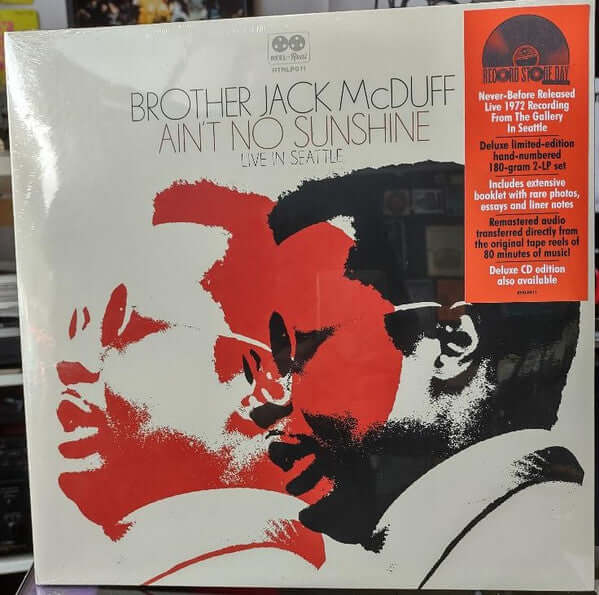 REEL to REAL
RTRLP011
BROTHER JACK McDUFF
AIN'T NO SUNSHINE
LIVE IN SEATTLE
RECORD STORE DAY
Never-Before Released
Live 1972 Recording
From The Gallery
In Seattle
Deluxe limited-edition
hand-numbered
180-gram 2-LP set
Includes extensive
booklet with rare photos,
essays and liner notes
Remastered audio
transferred directly from
the original tape reels of
80 minutes of music!
Deluxe CD edition
also available
RTRLP011